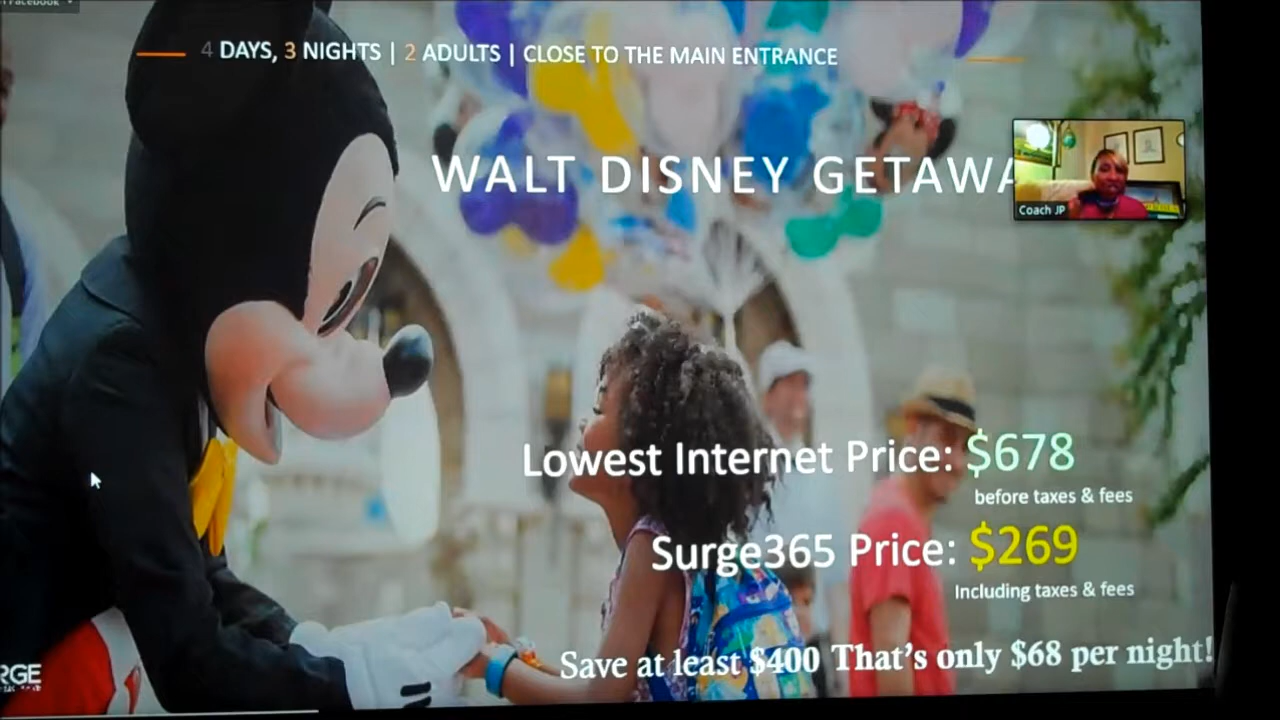 n Facebook
4 DAYS, 3 NIGHTS | 2 ADULTS | CLOSE TO THE MAIN ENTRANCE
WALT DISNEY GETAWA
Coach JP
Lowest Internet Price: $678
before taxes & fees
Surge365 Price: $269
Including taxes & fees
Save at least $400 That's only $68 per night!
RGE